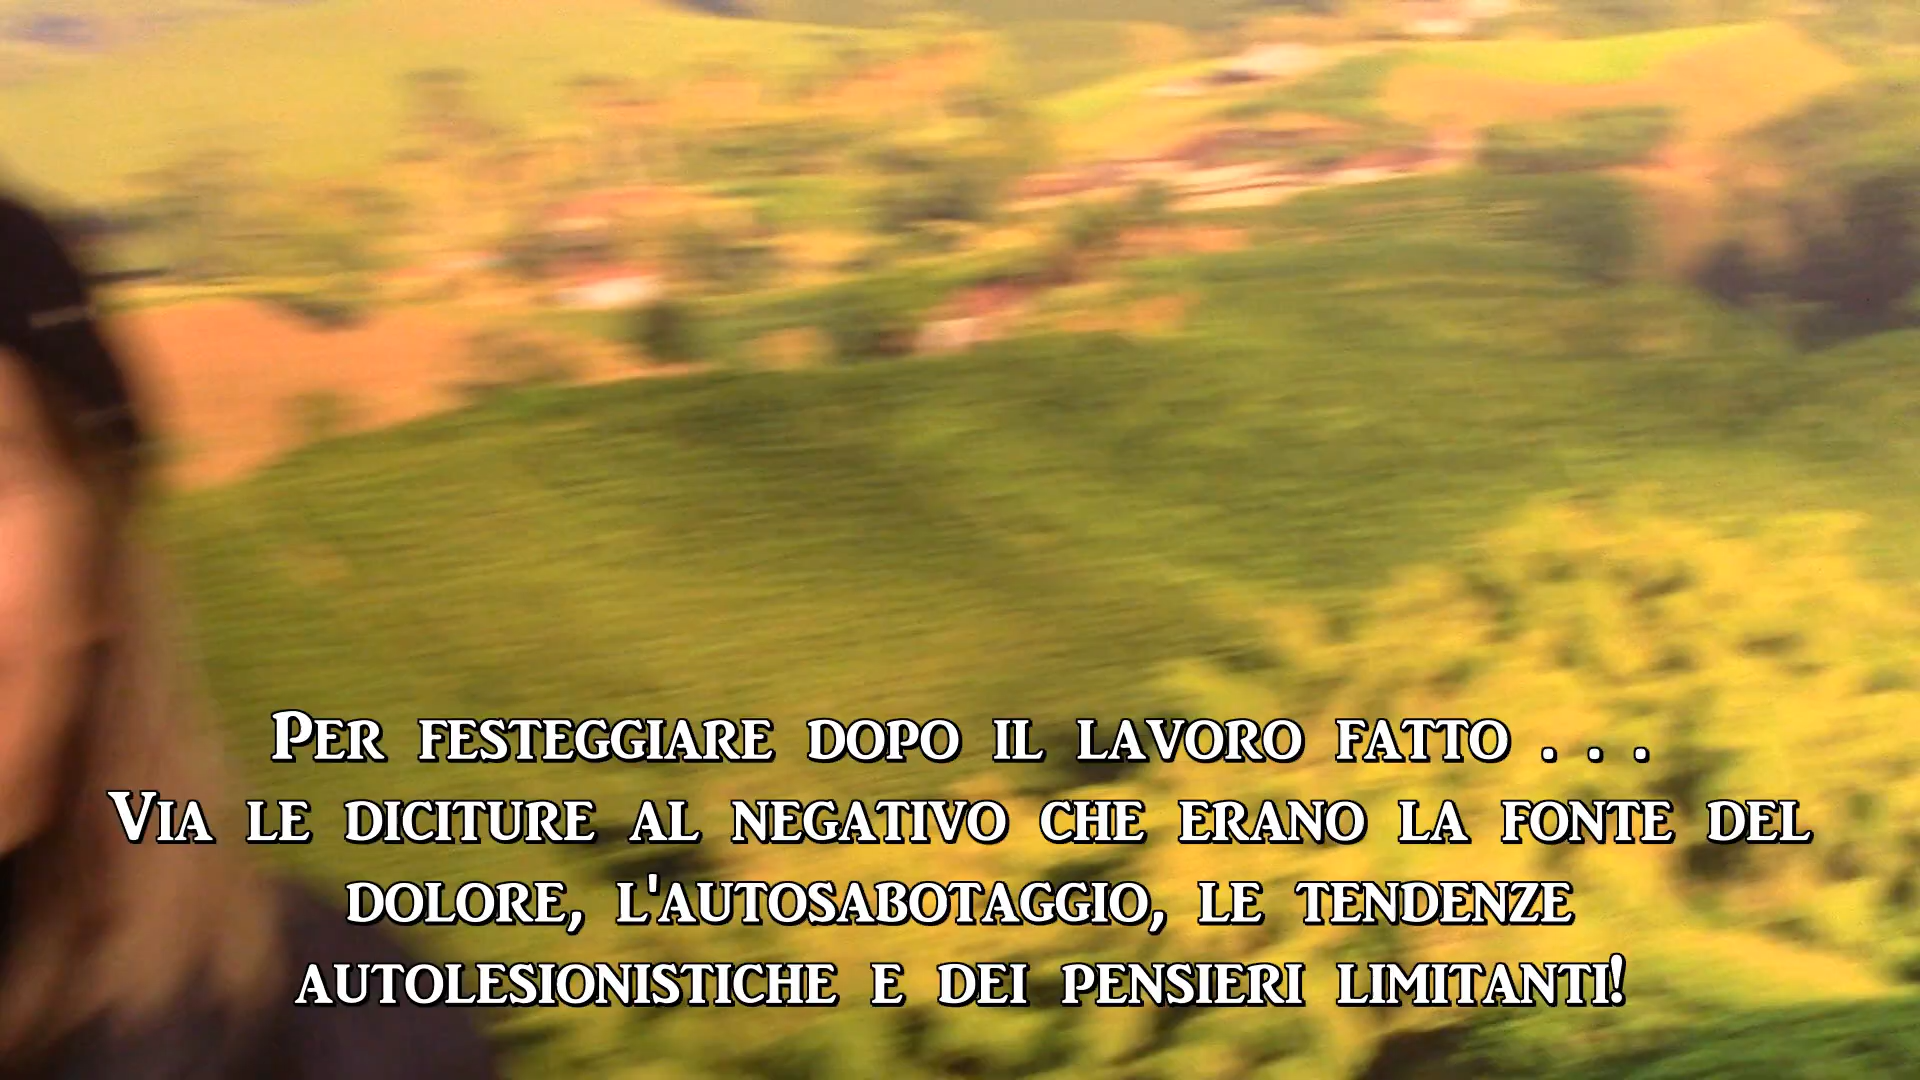 Per festeggiare dopo il lavoro fatto . . .
Via le diciture al negativo che erano la fonte del
dolore, l'autosabotaggio, le tendenze
autolesionistiche e dei pensieri limitanti!